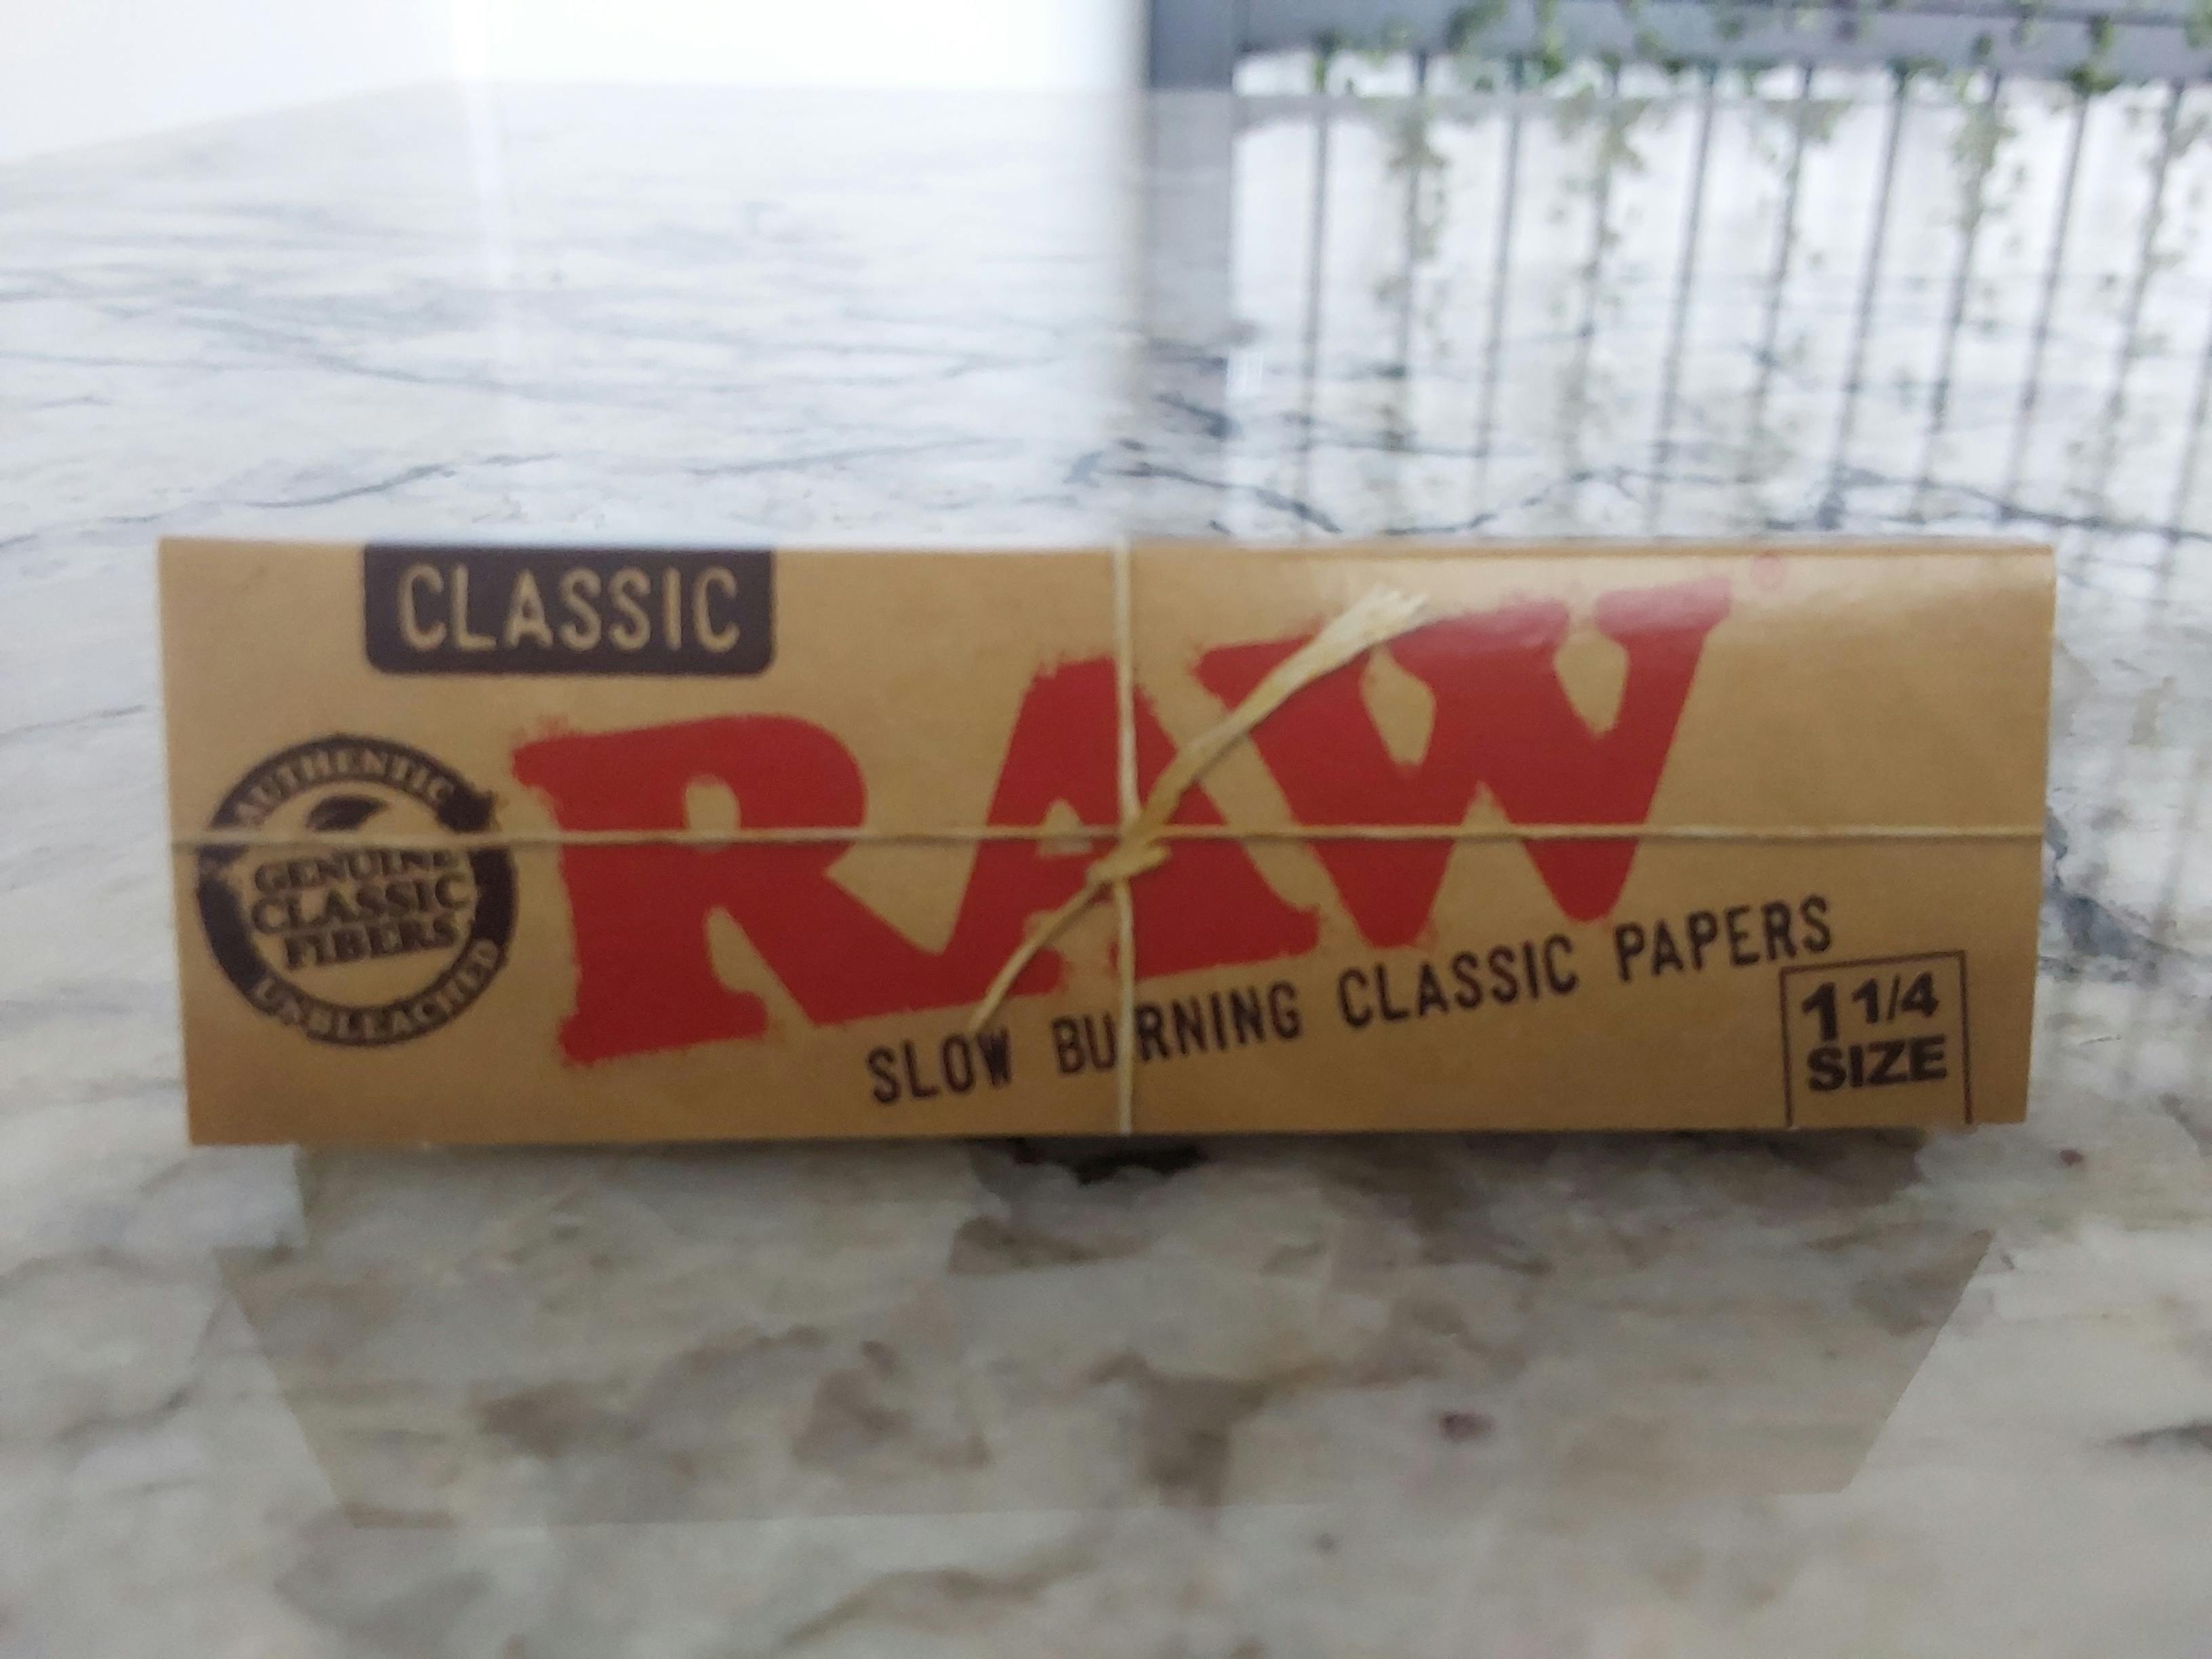 CLASSIC
AUTHENTIC
GENUINE
CLASSIC
FIBERS
UNBLEACHED
RAW®
SLOW BURNING CLASSIC PAPERS
1 1/4
SIZE